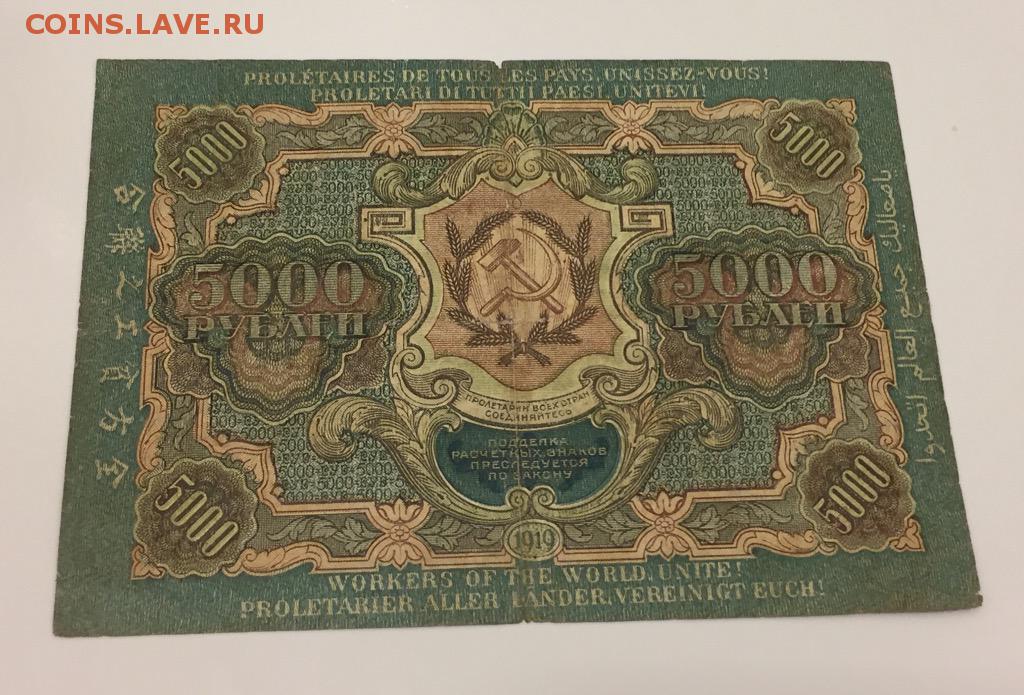 COINS.LAVE.RU
PROLÉTAIRES DE TOUS LES PAYS, UNISSEZ-VOUS!
PROLETARI DI TUTTI I PAESI, UNITEVI!
5000
5000
5000
РУБЛЕЙ
5000
РУБЛЕЙ
ПРОЛЕТАРИИ ВСЕХ СТРАН
СОЕДИНЯЙТЕСЬ
ПОДДЕЛКА
РАСЧЕТНЫХ ЗНАКОВ
ПРЕСЛЕДУЕТСЯ
ПО ЗАКОНУ
5000
5000
1919
WORKERS OF THE WORLD, UNITE!
PROLETARIER ALLER LÄNDER, VEREINIGT EUCH!